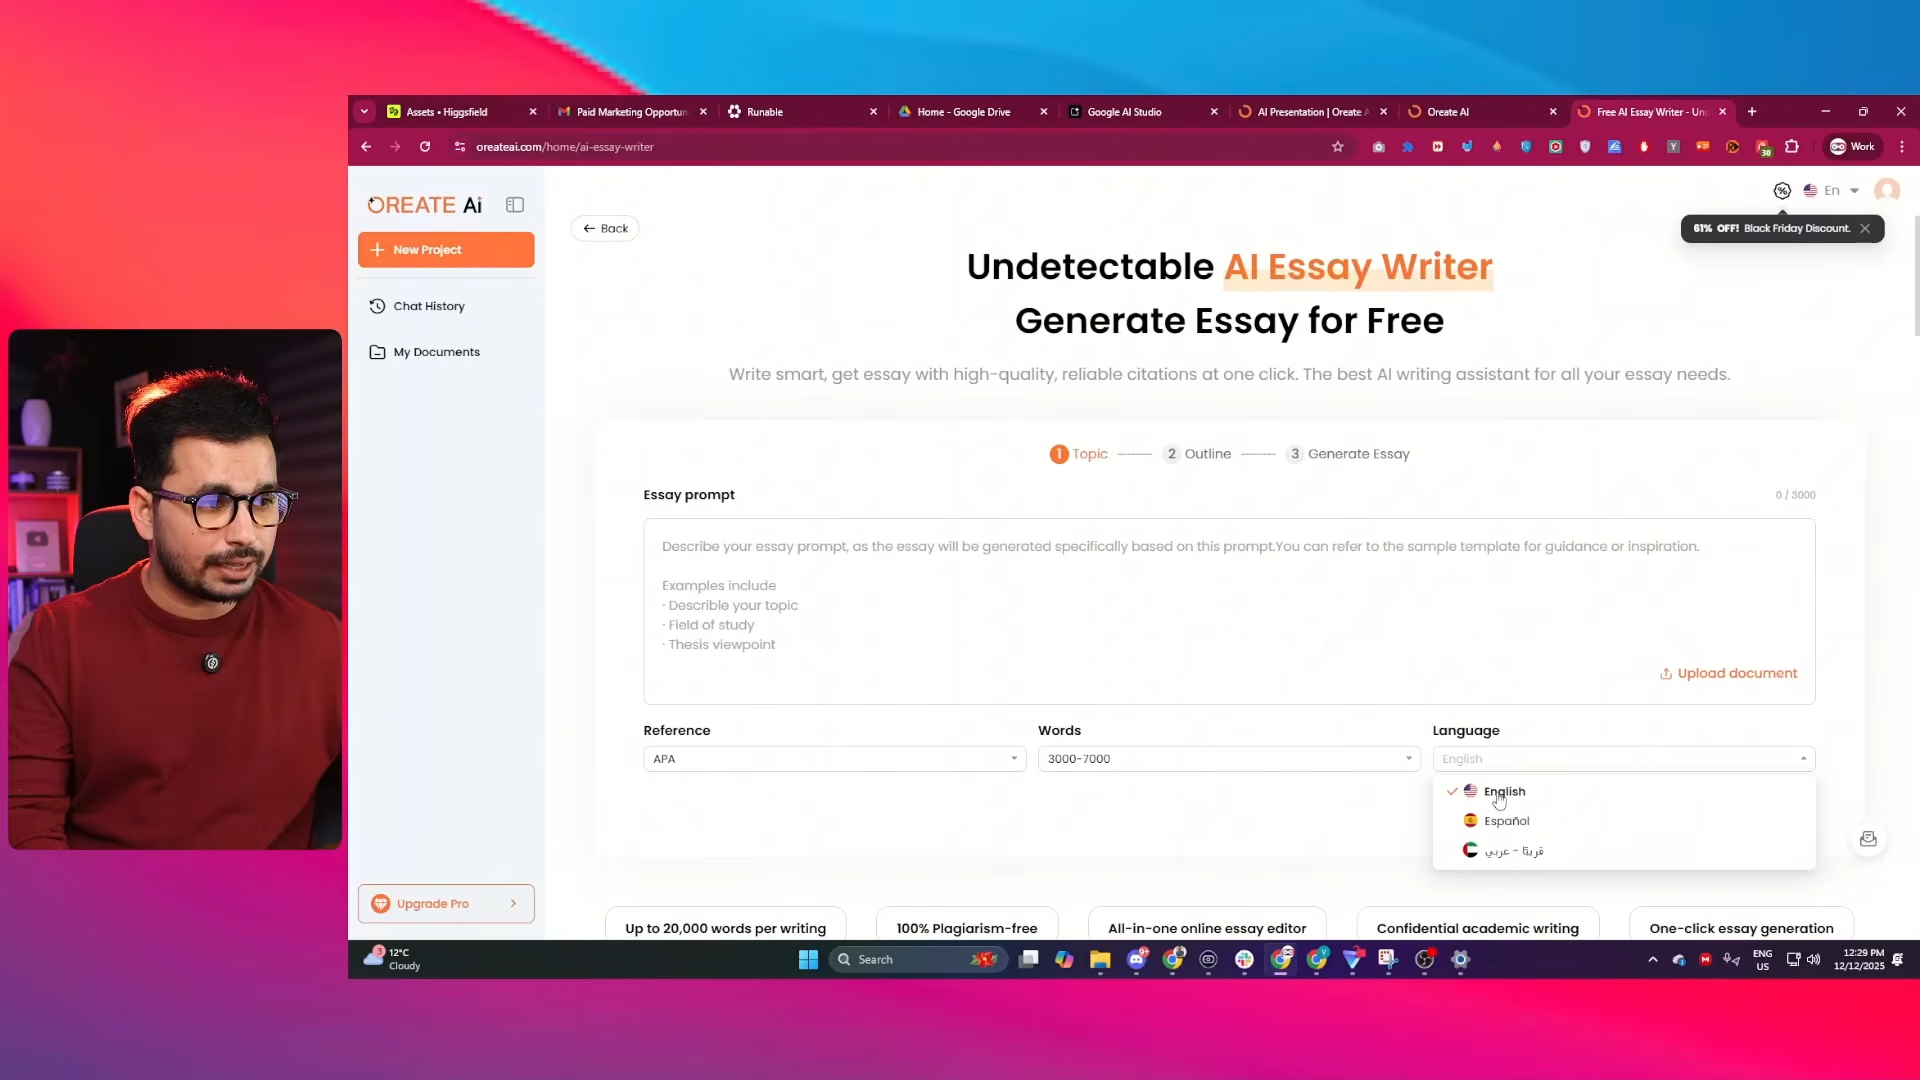 Assets • Higgsfield
Paid Marketing Opportun
Runable
Home - Google Drive
Google AI Studio
AI Presentation | Oreate A
Oreate AI
Free AI Essay Writer - Un
oreateai.com/home/ai-essay-writer
Work
OREATE Ai
En
61% OFF! Black Friday Discount.
New Project
Back
Chat History
My Documents
Undetectable AI Essay Writer
Generate Essay for Free
Write smart, get essay with high-quality, reliable citations at one click. The best AI writing assistant for all your essay needs.
1 Topic
2 Outline
3 Generate Essay
Essay prompt
0 / 3000
Describe your essay prompt, as the essay will be generated specifically based on this prompt.You can refer to the sample template for guidance or inspiration.
Examples include
· Describle your topic
· Field of study
· Thesis viewpoint
Upload document
Reference
Words
Language
APA
3000-7000
English
English
Español
قريبًا - عربي
Upgrade Pro
Up to 20,000 words per writing
100% Plagiarism-free
All-in-one online essay editor
Confidential academic writing
One-click essay generation
12°C
Cloudy
Search
ENG
US
12:29 PM
12/12/2025